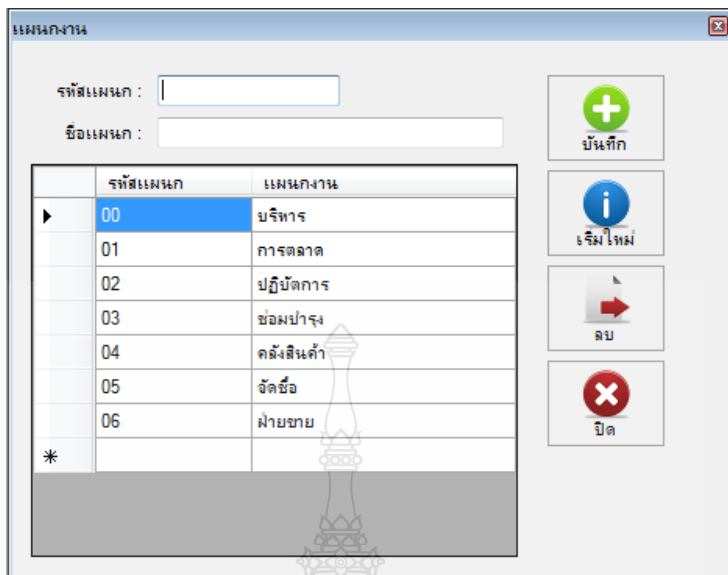 แผนกงาน
รหัสแผนก :
ชื่อแผนก :
บันทึก
เริ่มใหม่
ลบ
ปิด
รหัสแผนก แผนกงาน
00 บริหาร
01 การตลาด
02 ปฏิบัตการ
03 ซ่อมบำรุง
04 คลังสินค้า
05 จัดซื้อ
06 ฝ่ายขาย